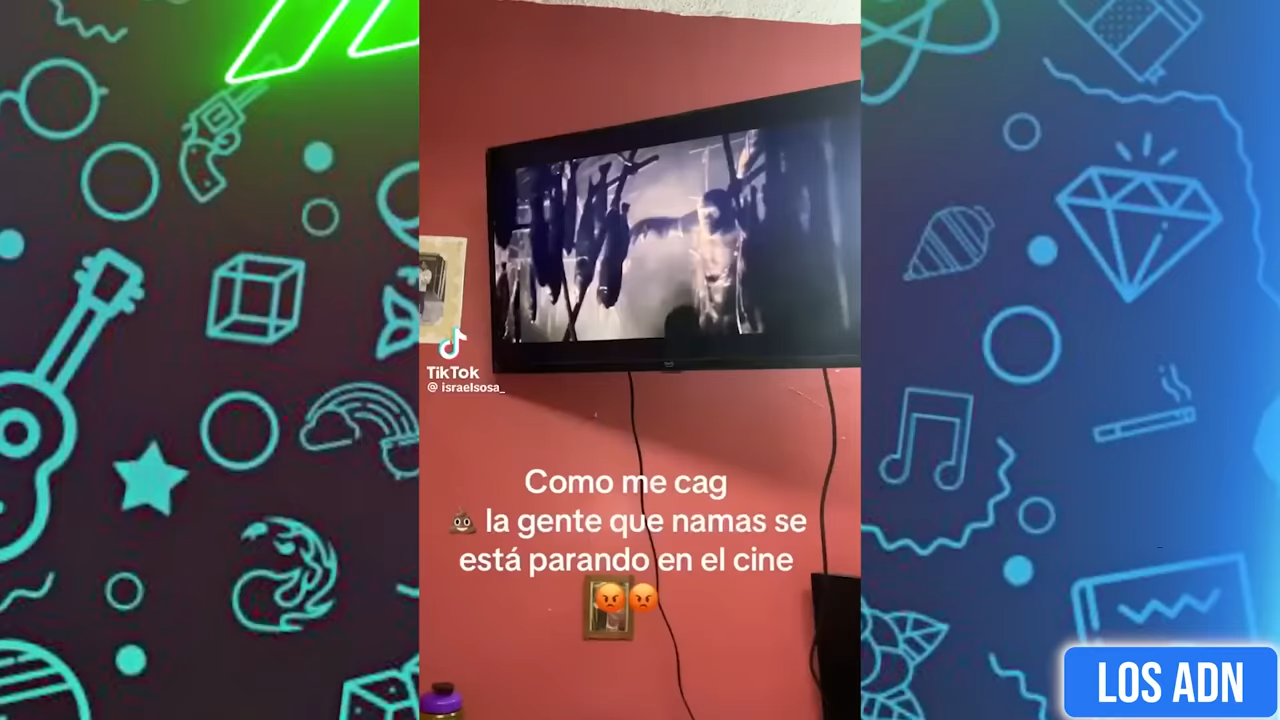 TikTok
@ israelsosa_
Como me cag
💩 la gente que namas se
está parando en el cine
😡😡
LOS ADN